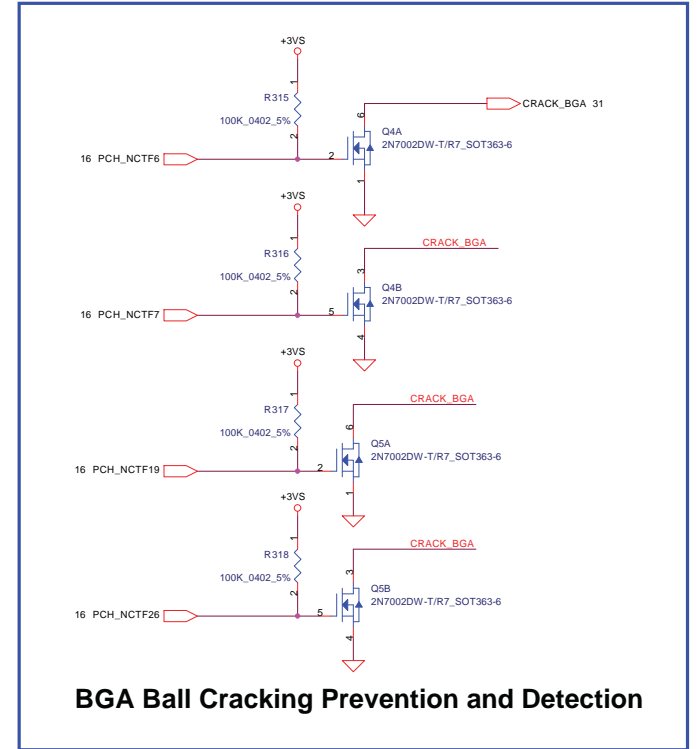 +3VS
1
R315
100K_0402_5%
2
6
CRACK_BGA 31
Q4A
2N7002DW-T/R7_SOT363-6
16 PCH_NCTF6
2
1
+3VS
1
R316
100K_0402_5%
2
CRACK_BGA
3
Q4B
2N7002DW-T/R7_SOT363-6
16 PCH_NCTF7
5
4
+3VS
1
R317
100K_0402_5%
2
CRACK_BGA
6
Q5A
2N7002DW-T/R7_SOT363-6
16 PCH_NCTF19
2
1
+3VS
1
R318
100K_0402_5%
2
CRACK_BGA
3
Q5B
2N7002DW-T/R7_SOT363-6
16 PCH_NCTF26
5
4
BGA Ball Cracking Prevention and Detection